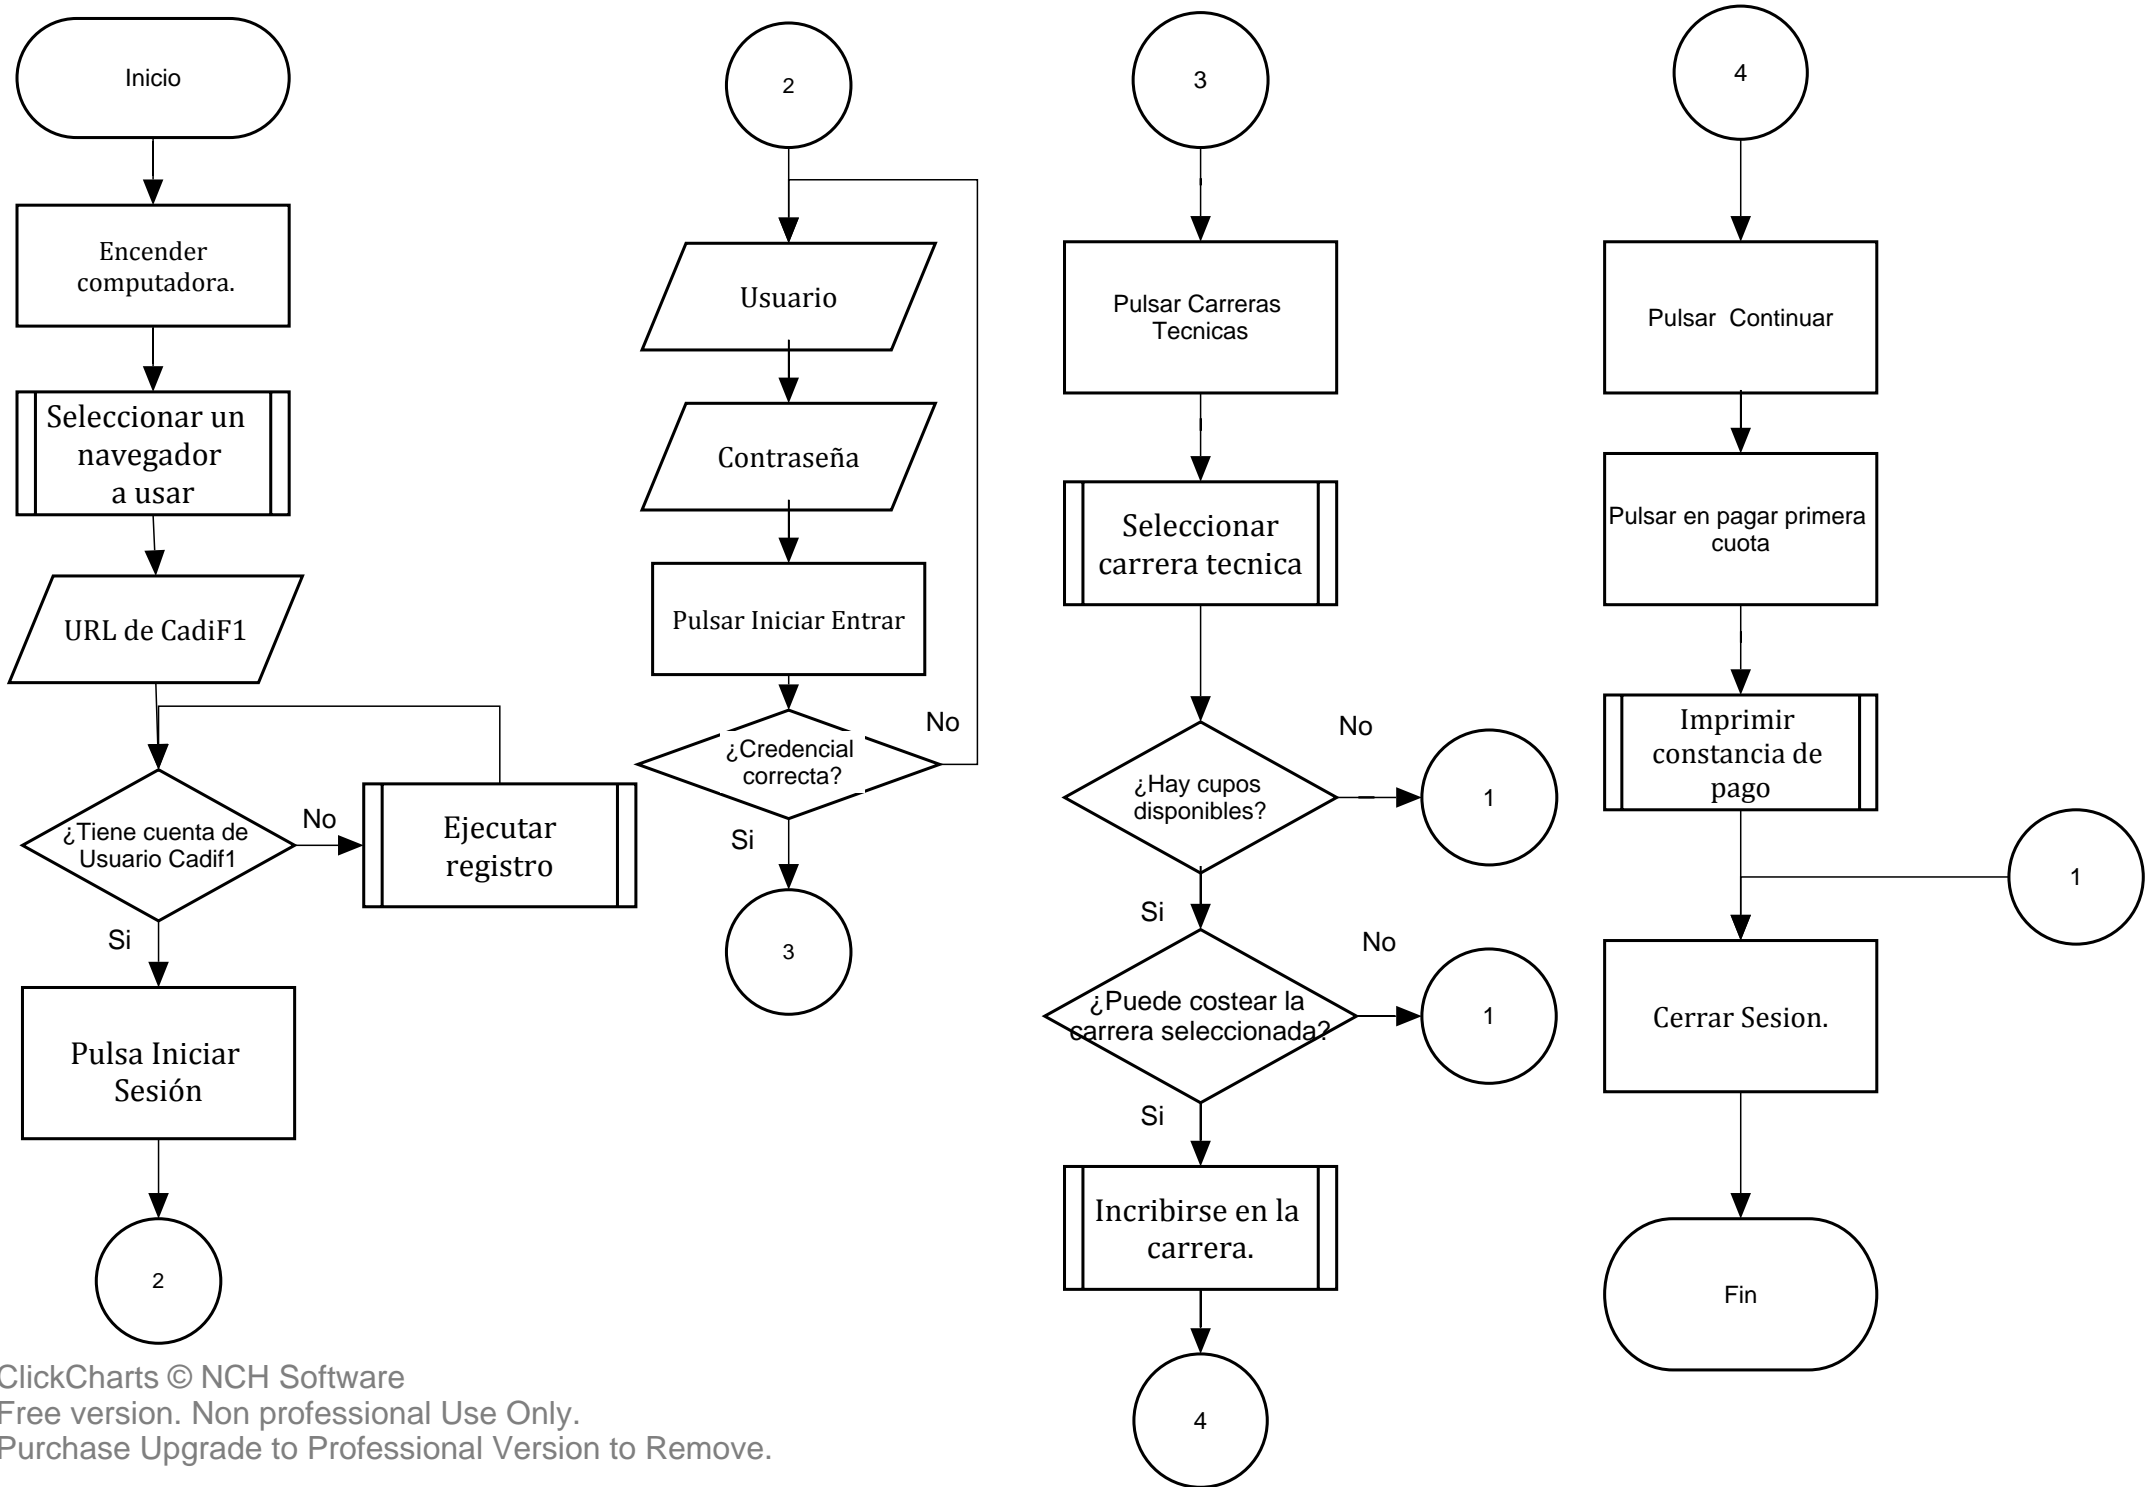 Inicio
Encender
computadora.
Seleccionar un
navegador
a usar
URL de CadiF1
¿Tiene cuenta de
Usuario Cadif1
No
Ejecutar
registro
Si
Pulsa Iniciar
Sesión
2
2
Usuario
Contraseña
Pulsar Iniciar Entrar
¿Credencial
correcta?
No
Si
3
3
Pulsar Carreras
Tecnicas
Seleccionar
carrera tecnica
¿Hay cupos
disponibles?
No
1
Si
¿Puede costear la
carrera seleccionada?
No
1
Si
Incribirse en la
carrera.
4
4
Pulsar  Continuar
Pulsar en pagar primera
cuota
Imprimir
constancia de
pago
1
Cerrar Sesion.
Fin
ClickCharts © NCH Software
Free version. Non professional Use Only.
Purchase Upgrade to Professional Version to Remove.